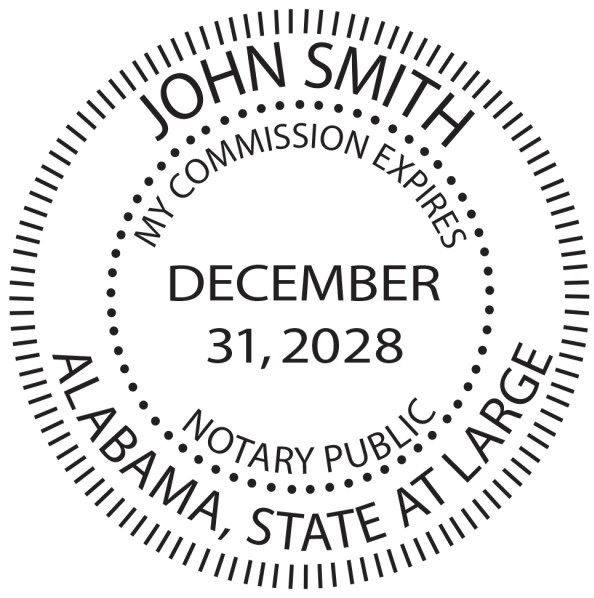 JOHN SMITH
MY COMMISSION EXPIRES
DECEMBER
31, 2028
NOTARY PUBLIC
ALABAMA, STATE AT LARGE